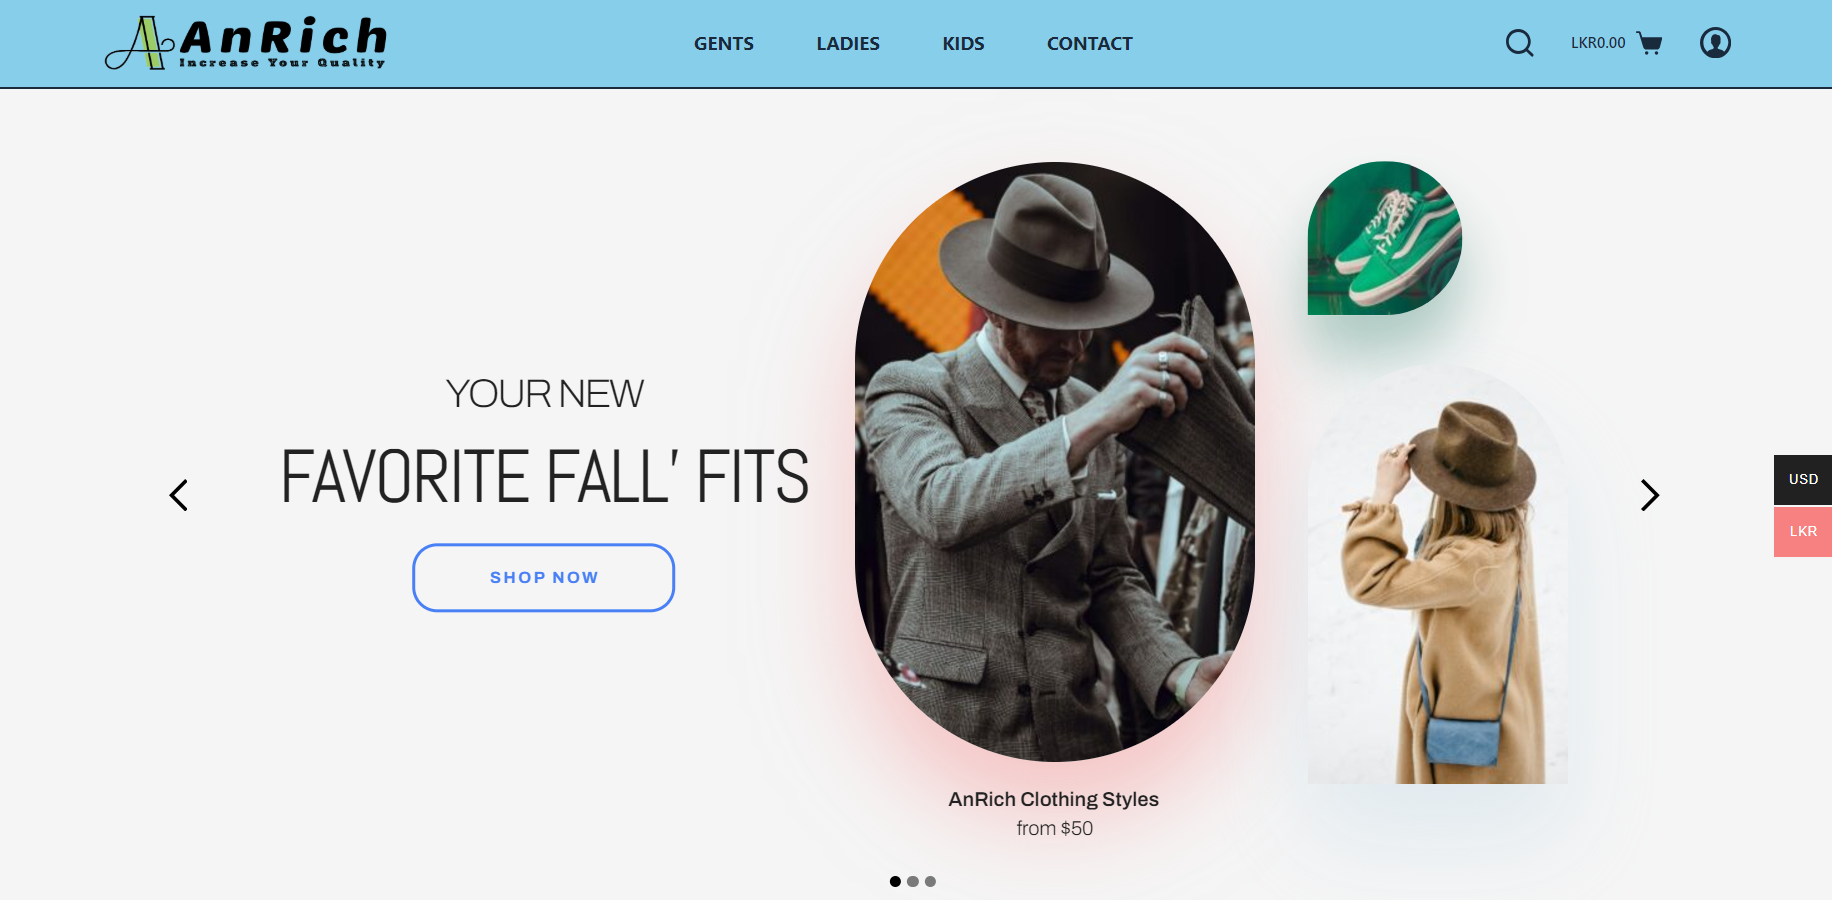 AnRich
Increase Your Quality
GENTS LADIES KIDS CONTACT
LKR0.00
YOUR NEW
FAVORITE FALL' FITS
SHOP NOW
USD
LKR
AnRich Clothing Styles
from $50